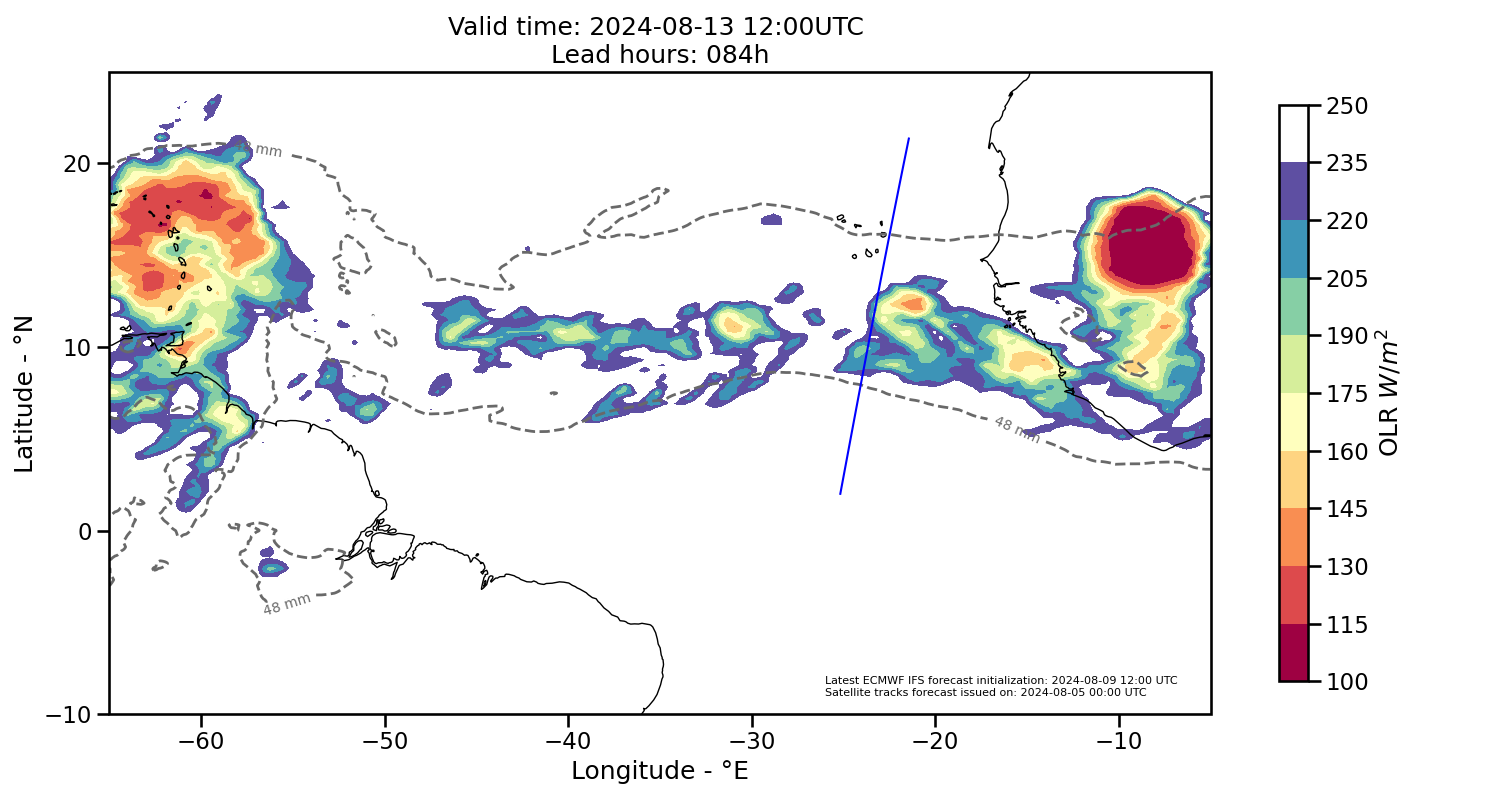 Valid time: 2024-08-13 12:00UTC
Lead hours: 084h
20
10
0
−10
Latitude - °N
−60
−50
−40
−30
−20
−10
Longitude - °E
mm
48 mm
48 mm
Latest ECMWF IFS forecast initialization: 2024-08-09 12:00 UTC
Satellite tracks forecast issued on: 2024-08-05 00:00 UTC
250
235
220
205
190
175
160
145
130
115
100
OLR W/m²